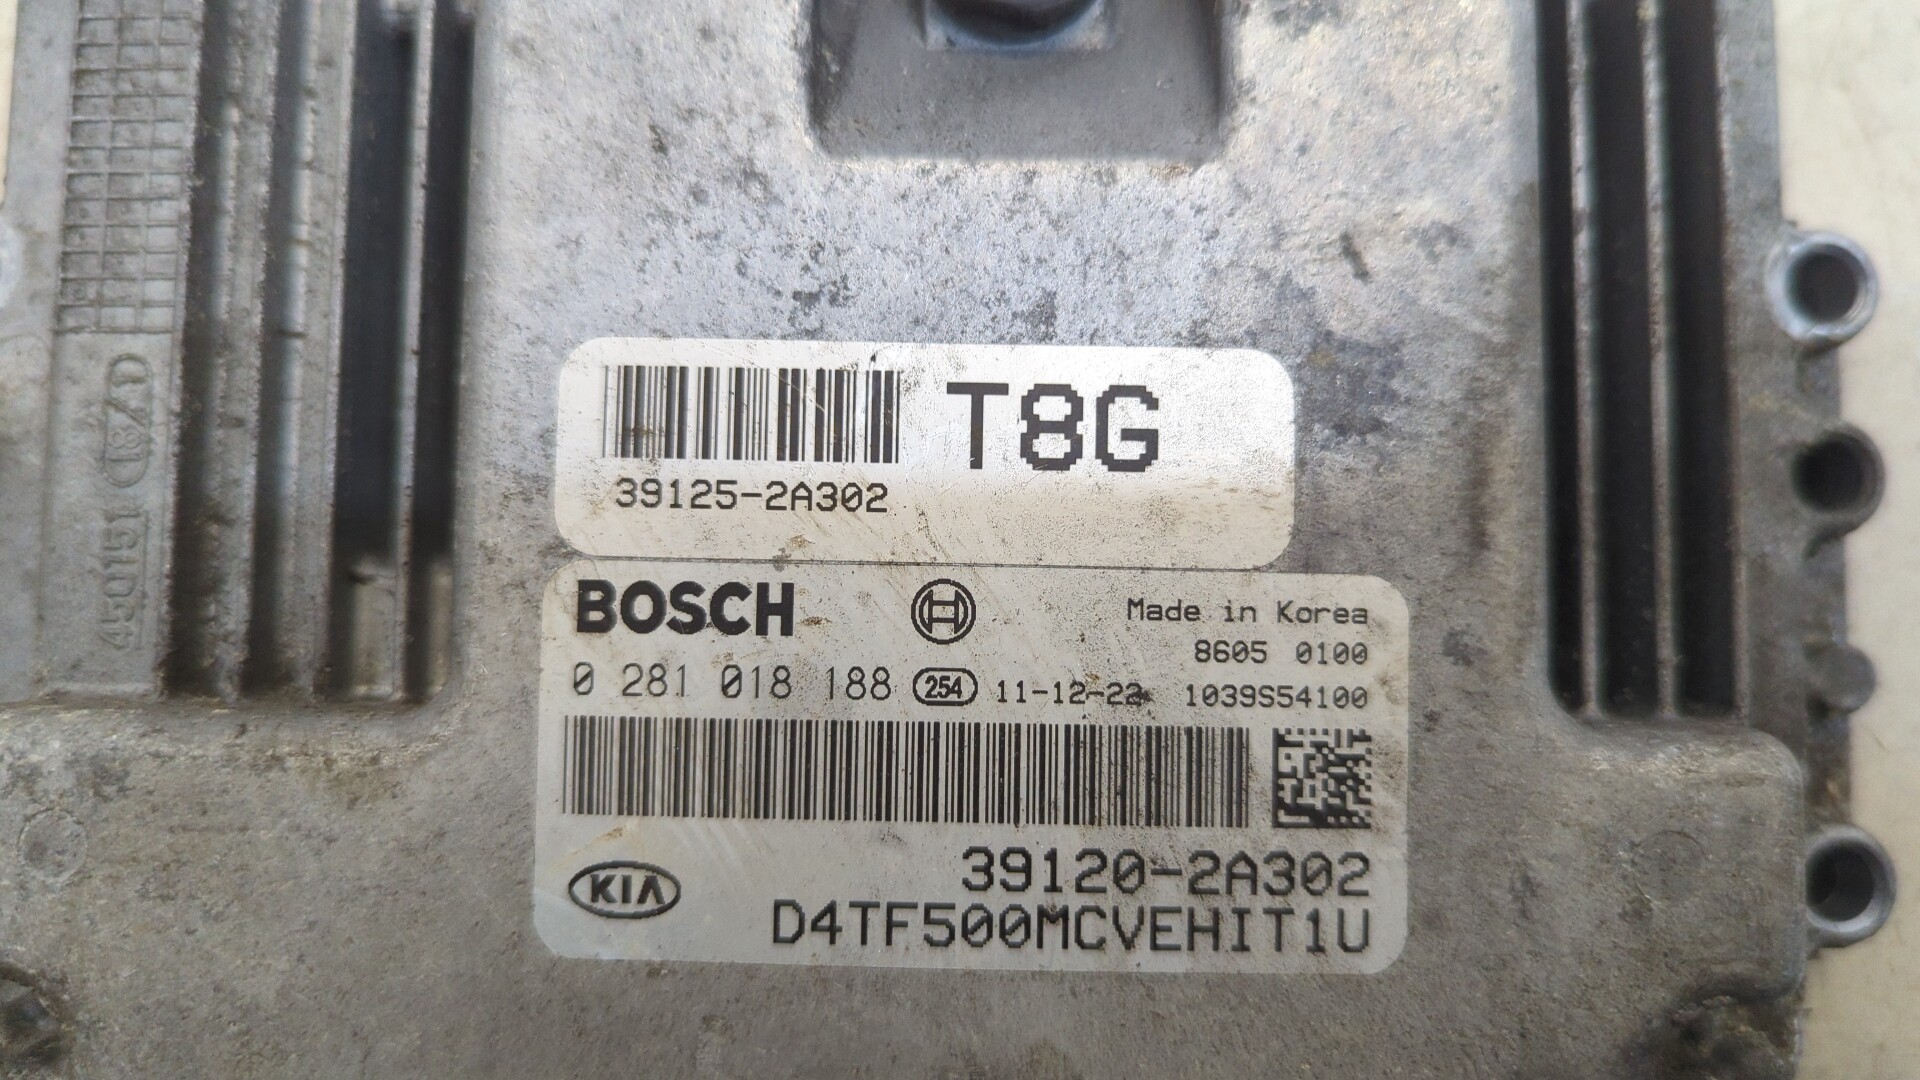 T8G
39125-2A302
BOSCH
Made in Korea
8605 0100
0 281 018 188 254 11-12-22 1039S54100
39120-2A302
KIA
D4TF500MCVEHIT1U
450151